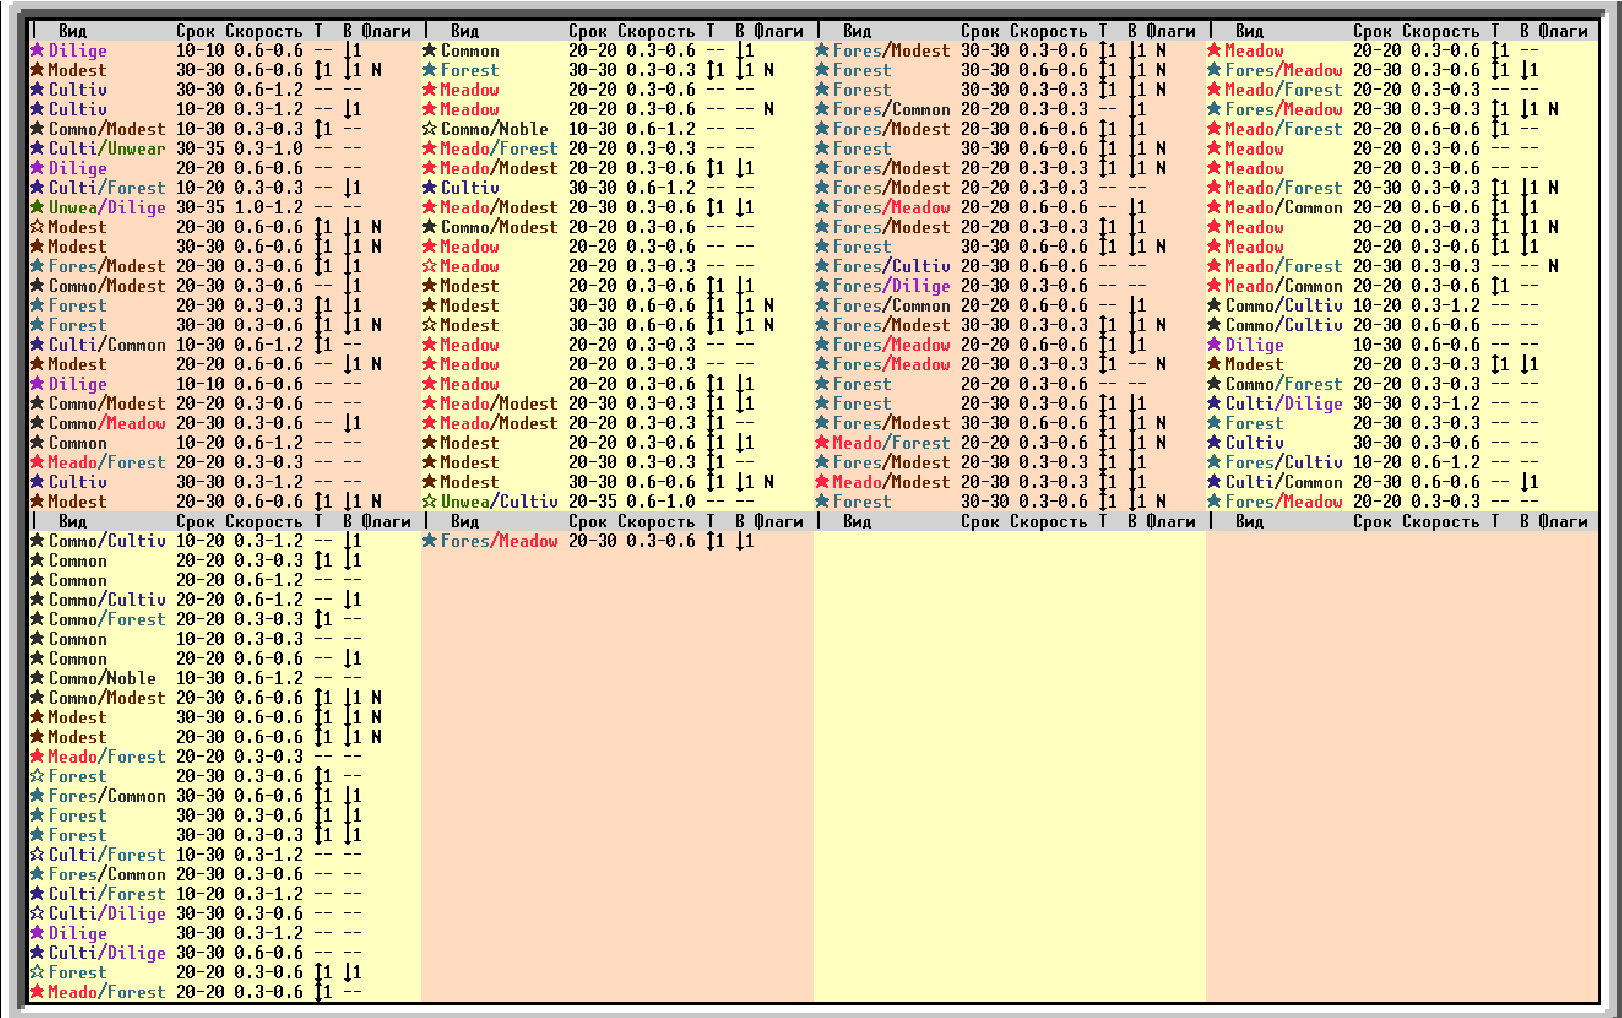 | Вид Срок Скорость Т В Флаги
★Dilige 10-10 0.6-0.6 -- ↓1
★Modest 30-30 0.6-0.6 ↕1 ↓1 N
★Cultiv 30-30 0.6-1.2 -- --
★Cultiv 10-20 0.3-1.2 -- ↓1
★Commo/Modest 10-30 0.3-0.3 ↕1 --
★Culti/Unwear 30-35 0.3-1.0 -- --
★Dilige 20-20 0.6-0.6 -- --
★Culti/Forest 10-20 0.3-0.3 -- ↓1
★Unwea/Dilige 30-35 1.0-1.2 -- --
☆Modest 20-30 0.6-0.6 ↕1 ↓1 N
★Modest 30-30 0.6-0.6 ↕1 ↓1 N
★Fores/Modest 20-30 0.3-0.6 ↕1 ↓1
★Commo/Modest 20-30 0.3-0.6 -- ↓1
★Forest 20-30 0.3-0.3 ↕1 ↓1
★Forest 30-30 0.3-0.6 ↕1 ↓1 N
★Culti/Common 10-30 0.6-1.2 ↕1 --
★Modest 20-20 0.6-0.6 -- ↓1 N
★Dilige 10-10 0.6-0.6 -- --
★Commo/Modest 20-20 0.3-0.6 -- --
★Commo/Meadow 20-30 0.3-0.6 -- ↓1
★Common 10-20 0.6-1.2 -- --
★Meado/Forest 20-20 0.3-0.3 -- --
★Cultiv 30-30 0.3-1.2 -- --
★Modest 20-30 0.6-0.6 ↕1 ↓1 N
| Вид Срок Скорость Т В Флаги
★Common 20-20 0.3-0.6 -- ↓1
★Forest 30-30 0.3-0.3 ↕1 ↓1 N
★Meadow 20-20 0.3-0.6 -- --
★Meadow 20-20 0.3-0.6 -- -- N
☆Commo/Noble 10-30 0.6-1.2 -- --
★Meado/Forest 20-20 0.3-0.3 -- --
★Meado/Modest 20-20 0.3-0.6 ↕1 ↓1
★Cultiv 30-30 0.6-1.2 -- --
★Meado/Modest 20-30 0.3-0.6 ↕1 ↓1
★Commo/Modest 20-20 0.3-0.6 -- --
★Meadow 20-20 0.3-0.6 -- --
☆Meadow 20-20 0.3-0.3 -- --
★Modest 20-20 0.3-0.6 ↕1 ↓1
★Modest 30-30 0.6-0.6 ↕1 ↓1 N
☆Modest 30-30 0.6-0.6 ↕1 ↓1 N
★Meadow 20-20 0.3-0.3 -- --
★Meadow 20-20 0.3-0.3 -- --
★Meadow 20-20 0.3-0.6 ↕1 ↓1
★Meado/Modest 20-30 0.3-0.3 ↕1 ↓1
★Meado/Modest 20-30 0.3-0.3 ↕1 --
★Modest 20-20 0.3-0.6 ↕1 ↓1
★Modest 20-30 0.3-0.3 ↕1 --
★Modest 30-30 0.3-0.6 ↕1 ↓1 N
☆Unwea/Cultiv 20-35 0.6-1.0 -- --
| Вид Срок Скорость Т В Флаги
★Fores/Modest 30-30 0.3-0.6 ↕1 ↓1 N
★Forest 30-30 0.3-0.6 ↕1 ↓1 N
★Forest 30-30 0.3-0.3 ↕1 ↓1 N
★Fores/Common 20-20 0.3-0.3 -- ↓1
★Fores/Modest 20-30 0.6-0.6 ↕1 ↓1
★Forest 30-30 0.3-0.6 ↕1 ↓1 N
★Fores/Modest 20-20 0.3-0.3 ↕1 ↓1 N
★Fores/Modest 20-20 0.3-0.3 -- --
★Fores/Meadow 20-20 0.6-0.6 -- ↓1
★Fores/Modest 20-20 0.3-0.3 ↕1 ↓1 N
★Forest 30-30 0.6-0.6 ↕1 ↓1 N
★Fores/Cultiv 20-30 0.6-0.6 -- --
★Fores/Dilige 20-20 0.3-0.6 -- --
★Fores/Common 20-20 0.6-0.6 -- ↓1
★Fores/Modest 30-30 0.3-0.3 ↕1 ↓1 N
★Fores/Meadow 20-20 0.6-0.6 ↕1 ↓1
★Fores/Meadow 20-30 0.3-0.3 ↕1 -- N
★Forest 20-20 0.3-0.6 -- --
★Forest 20-30 0.3-0.6 ↕1 ↓1
★Fores/Modest 20-30 0.3-0.6 ↕1 ↓1 N
★Meado/Forest 20-20 0.3-0.6 ↕1 ↓1 N
★Fores/Modest 20-30 0.3-0.3 ↕1 ↓1
★Meado/Modest 20-30 0.3-0.3 ↕1 ↓1
★Forest 30-30 0.3-0.6 ↕1 ↓1 N
| Вид Срок Скорость Т В Флаги
★Meadow 20-20 0.3-0.6 ↕1 --
★Fores/Meadow 20-30 0.3-0.6 ↕1 ↓1
★Meado/Forest 20-30 0.3-0.3 -- --
★Fores/Meadow 20-30 0.3-0.3 ↕1 ↓1 N
★Meado/Forest 20-30 0.6-0.6 ↕1 --
★Meadow 20-20 0.3-0.6 -- --
★Meadow 20-20 0.3-0.6 -- --
★Meado/Forest 20-30 0.3-0.3 ↕1 ↓1 N
★Meado/Common 20-20 0.3-0.6 ↕1 ↓1
★Meadow 20-20 0.3-0.6 ↕1 ↓1 N
★Meadow 20-20 0.3-0.6 ↕1 ↓1
★Meado/Forest 20-30 0.3-0.3 -- -- N
★Meado/Common 20-20 0.3-0.6 ↕1 --
★Commo/Cultiv 10-20 0.3-1.2 -- --
★Commo/Cultiv 20-30 0.6-0.6 -- --
★Dilige 10-30 0.6-0.6 -- --
★Modest 20-20 0.3-0.3 ↕1 ↓1
★Commo/Forest 20-20 0.3-0.6 -- --
★Culti/Dilige 30-30 0.3-1.2 -- --
★Forest 20-30 0.3-0.3 -- --
★Cultiv 30-30 0.3-0.6 -- --
★Fores/Cultiv 10-20 0.6-1.2 -- --
★Culti/Common 20-30 0.6-0.6 -- ↓1
★Fores/Meadow 20-20 0.3-0.3 -- --
| Вид Срок Скорость Т В Флаги
★Commo/Cultiv 10-20 0.3-1.2 -- ↓1
★Common 20-20 0.3-0.3 ↕1 ↓1
★Common 20-20 0.6-1.2 -- --
★Commo/Cultiv 20-20 0.6-1.2 -- ↓1
★Commo/Forest 20-20 0.3-0.3 ↕1 --
★Common 10-20 0.3-0.3 -- --
★Common 20-20 0.6-0.6 -- ↓1
★Commo/Noble 10-30 0.6-1.2 -- --
★Commo/Modest 20-30 0.6-0.6 ↕1 ↓1 N
★Modest 30-30 0.6-0.6 ↕1 ↓1 N
★Modest 20-30 0.6-0.6 ↕1 ↓1 N
★Meado/Forest 20-20 0.3-0.3 -- --
☆Forest 20-30 0.3-0.6 ↕1 --
★Fores/Common 30-30 0.6-0.6 ↕1 ↓1
★Forest 30-30 0.3-0.6 ↕1 ↓1
★Forest 30-30 0.3-0.3 ↕1 ↓1
☆Culti/Forest 10-30 0.3-1.2 -- --
★Fores/Common 20-30 0.3-0.6 -- --
★Culti/Forest 10-20 0.3-1.2 -- --
☆Culti/Dilige 30-30 0.3-0.6 -- --
★Dilige 30-30 0.3-1.2 -- --
★Culti/Dilige 30-30 0.6-0.6 -- --
☆Forest 20-20 0.3-0.6 ↕1 ↓1
★Meado/Forest 20-20 0.3-0.6 ↕1 --
| Вид Срок Скорость Т В Флаги
★Fores/Meadow 20-30 0.3-0.6 ↕1 ↓1
| Вид Срок Скорость Т В Флаги
| Вид Срок Скорость Т В Флаги